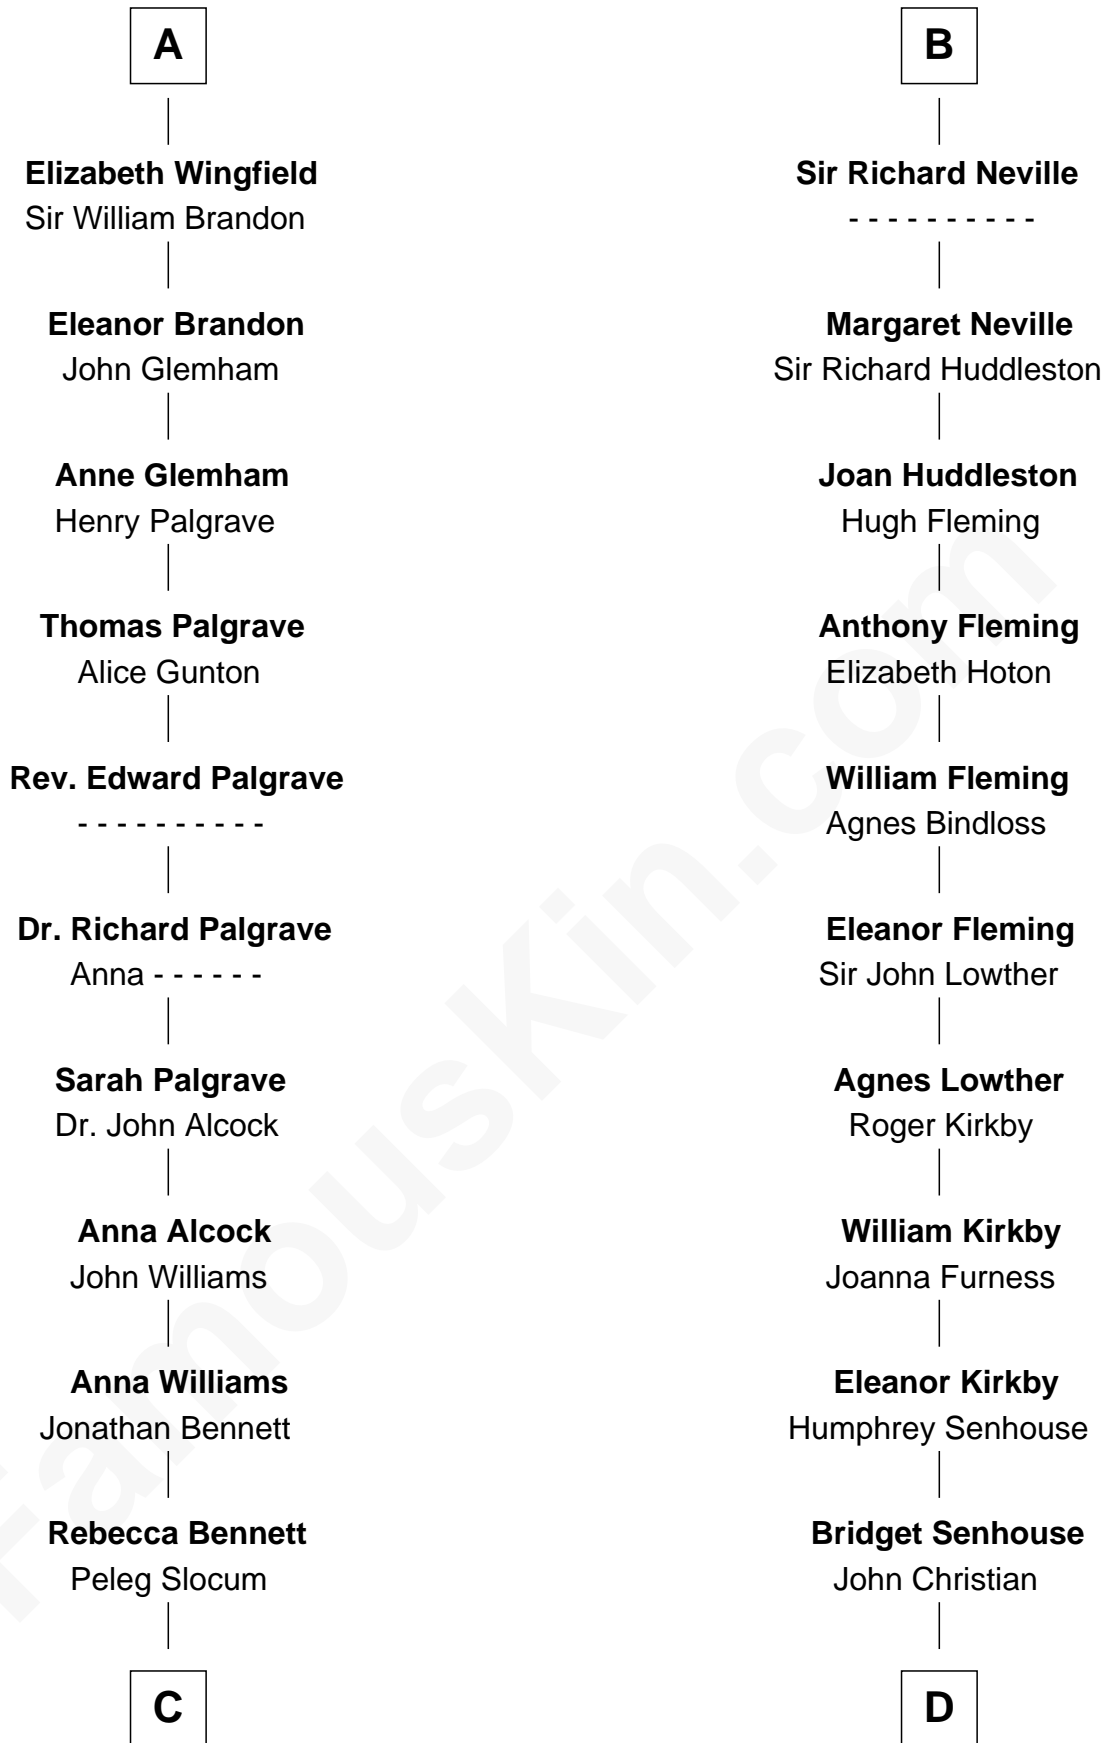 A
Elizabeth Wingfield
Sir William Brandon
Eleanor Brandon
John Glemham
Anne Glemham
Henry Palgrave
Thomas Palgrave
Alice Gunton
Rev. Edward Palgrave
- - - - - - - - - -
Dr. Richard Palgrave
Anna - - - - - -
Sarah Palgrave
Dr. John Alcock
Anna Alcock
John Williams
Anna Williams
Jonathan Bennett
Rebecca Bennett
Peleg Slocum
C
B
Sir Richard Neville
- - - - - - - - - -
Margaret Neville
Sir Richard Huddleston
Joan Huddleston
Hugh Fleming
Anthony Fleming
Elizabeth Hoton
William Fleming
Agnes Bindloss
Eleanor Fleming
Sir John Lowther
Agnes Lowther
Roger Kirkby
William Kirkby
Joanna Furness
Eleanor Kirkby
Humphrey Senhouse
Bridget Senhouse
John Christian
D
FamousKin.com